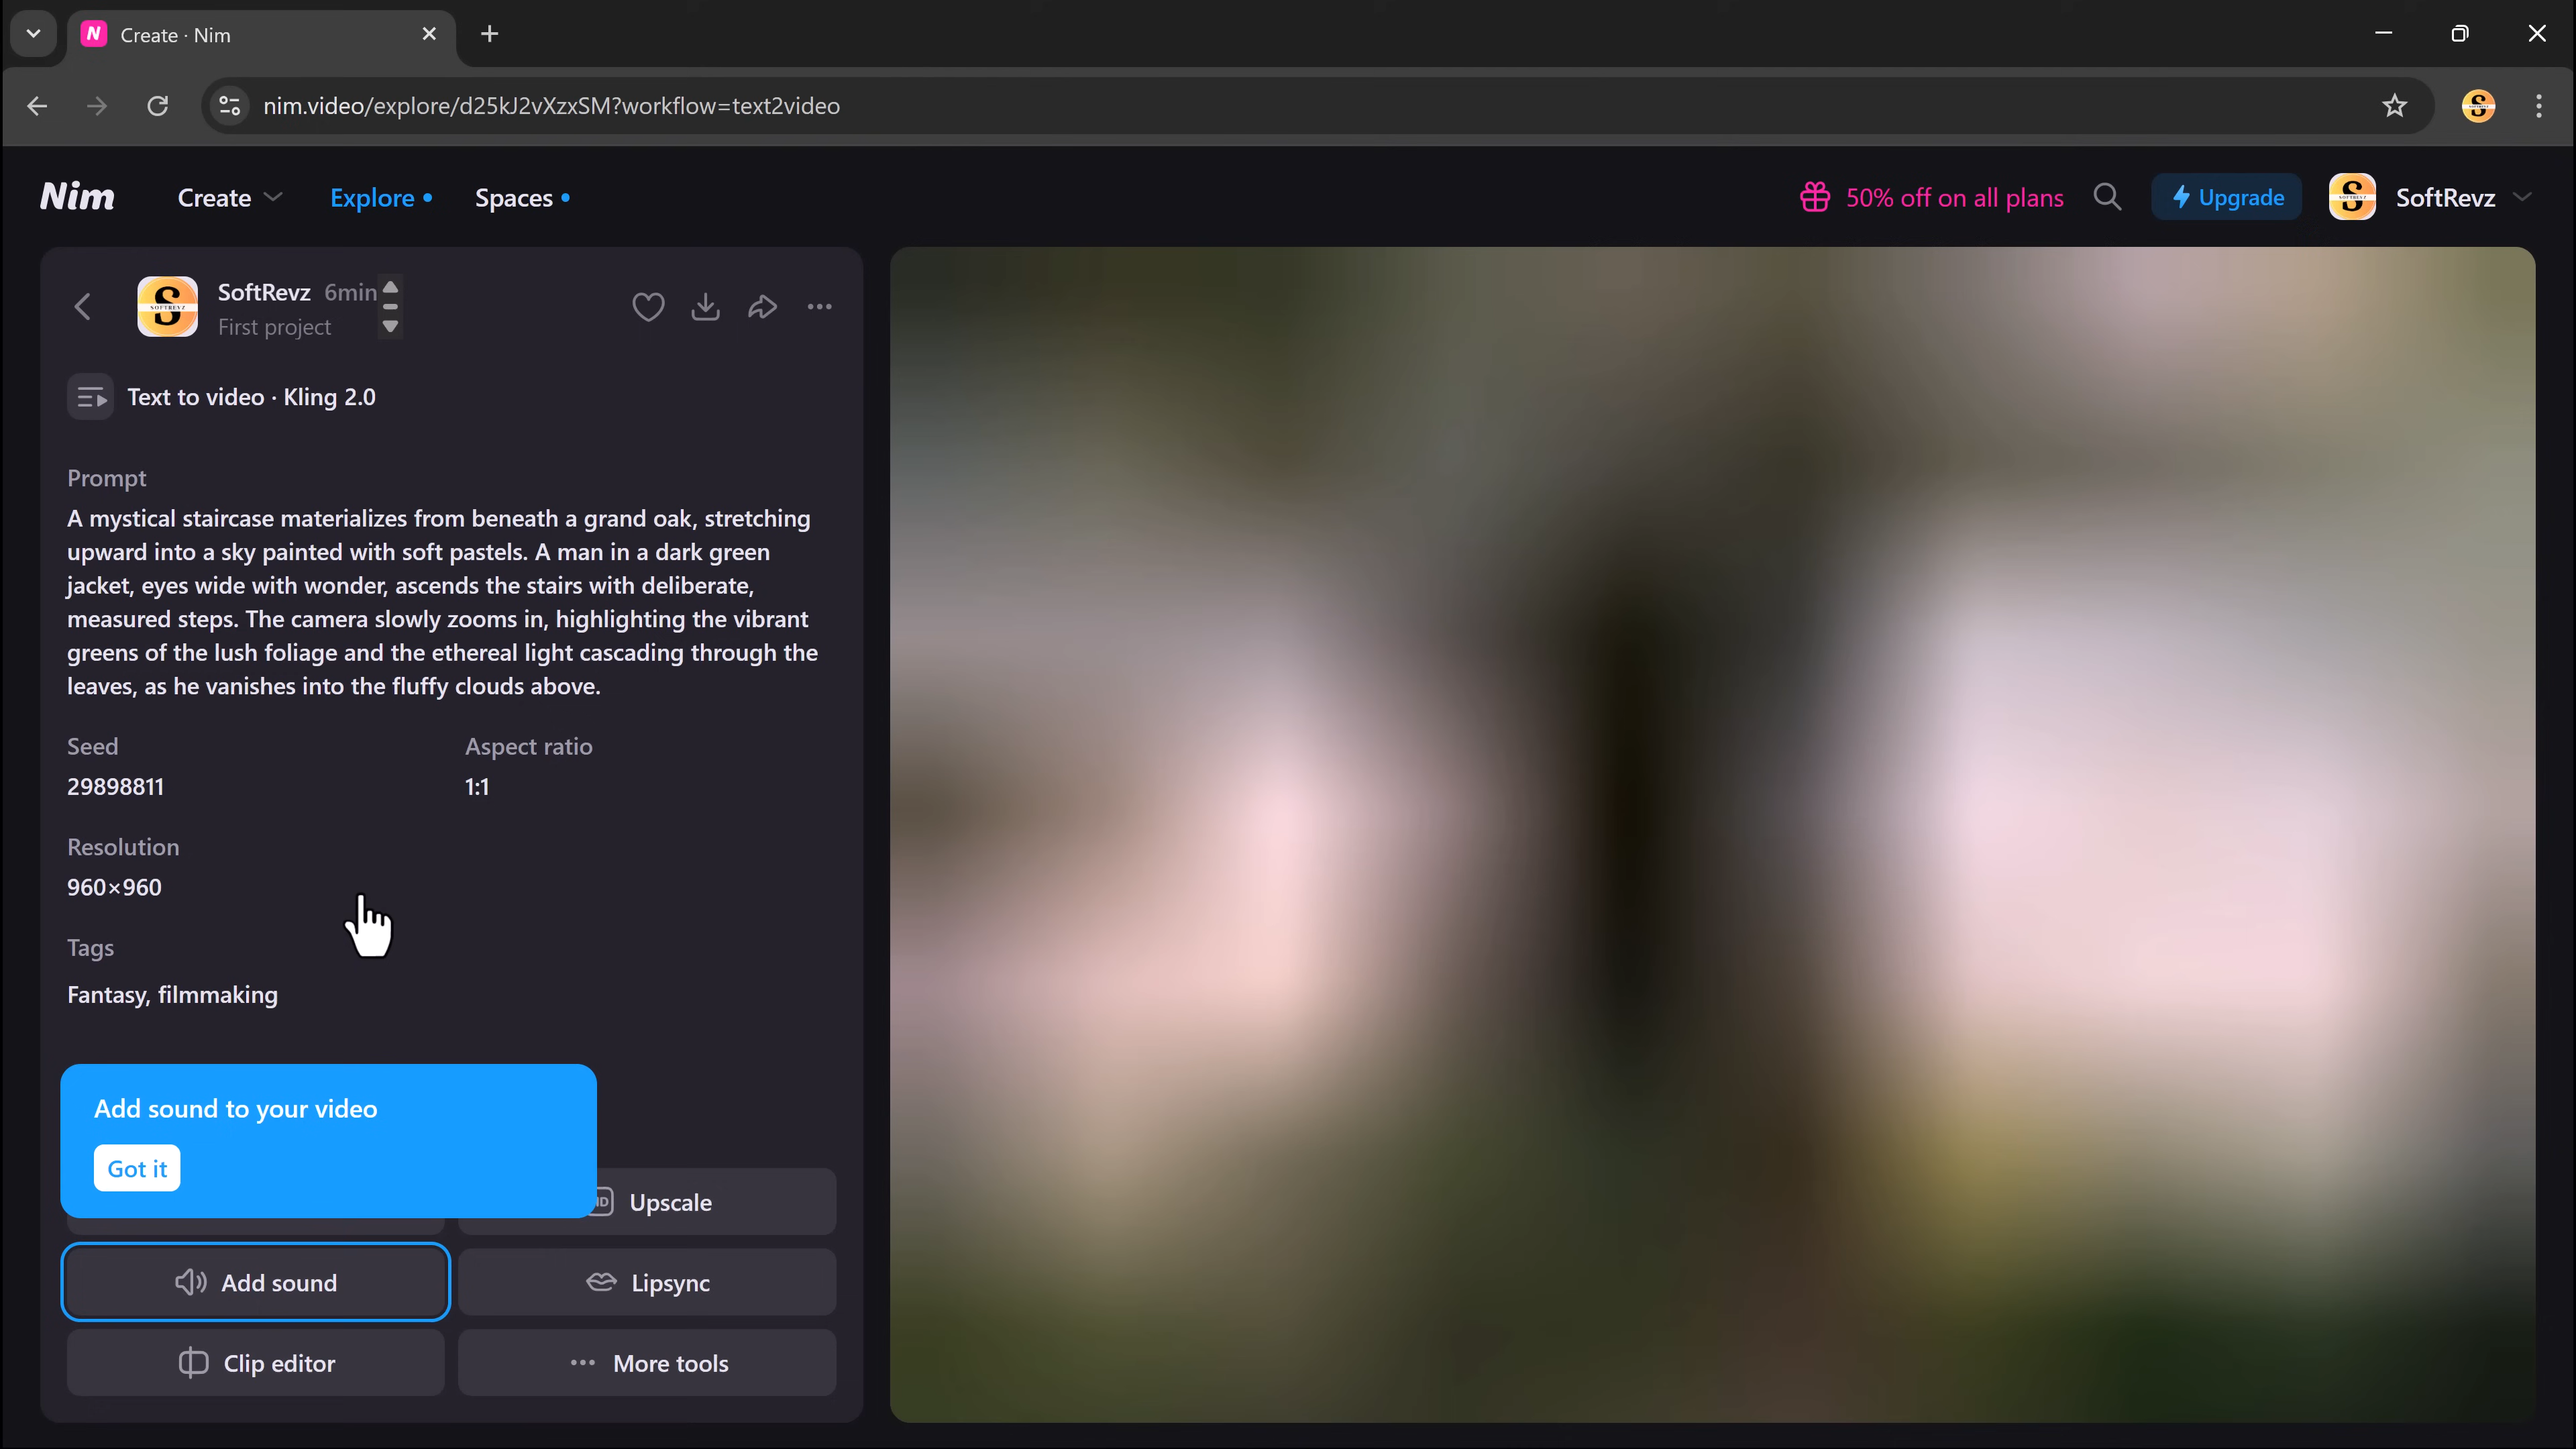 Create · Nim
nim.video/explore/d25kJ2vXzxSM?workflow=text2video
Nim
Create
Explore
Spaces
50% off on all plans
Upgrade
SoftRevz
SoftRevz 6min
First project
Text to video · Kling 2.0
Prompt
A mystical staircase materializes from beneath a grand oak, stretching
upward into a sky painted with soft pastels. A man in a dark green
jacket, eyes wide with wonder, ascends the stairs with deliberate,
measured steps. The camera slowly zooms in, highlighting the vibrant
greens of the lush foliage and the ethereal light cascading through the
leaves, as he vanishes into the fluffy clouds above.
Seed
Aspect ratio
29898811
1:1
Resolution
960×960
Tags
Fantasy, filmmaking
Add sound to your video
Got it
Upscale
Add sound
Lipsync
Clip editor
More tools